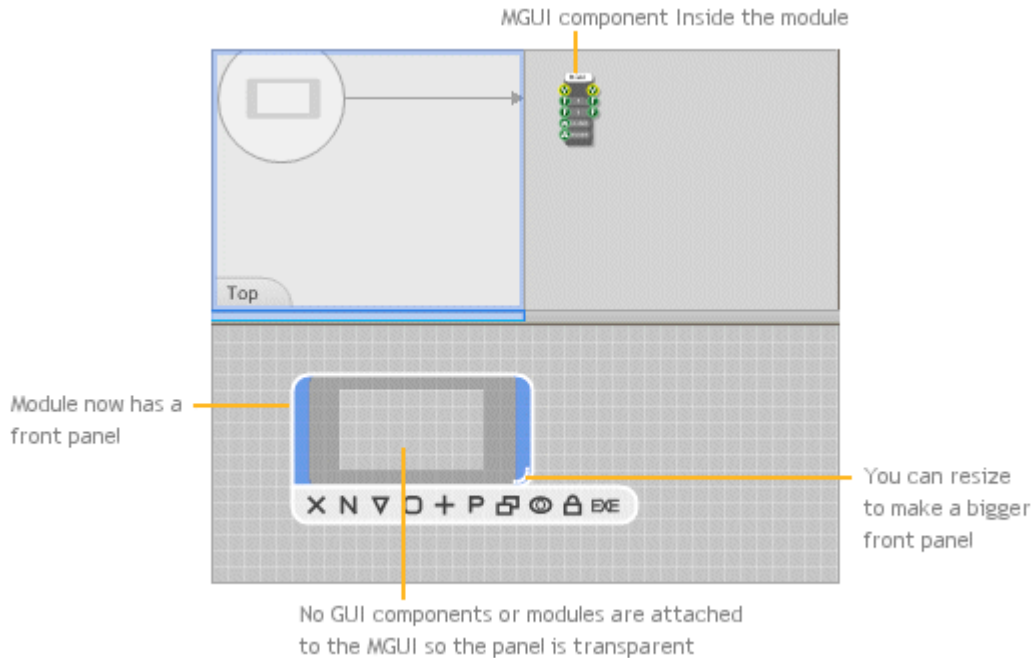 MGUI component Inside the module
Top
Module now has a
front panel
You can resize
to make a bigger
front panel
X N P EXE
No GUI components or modules are attached
to the MGUI so the panel is transparent